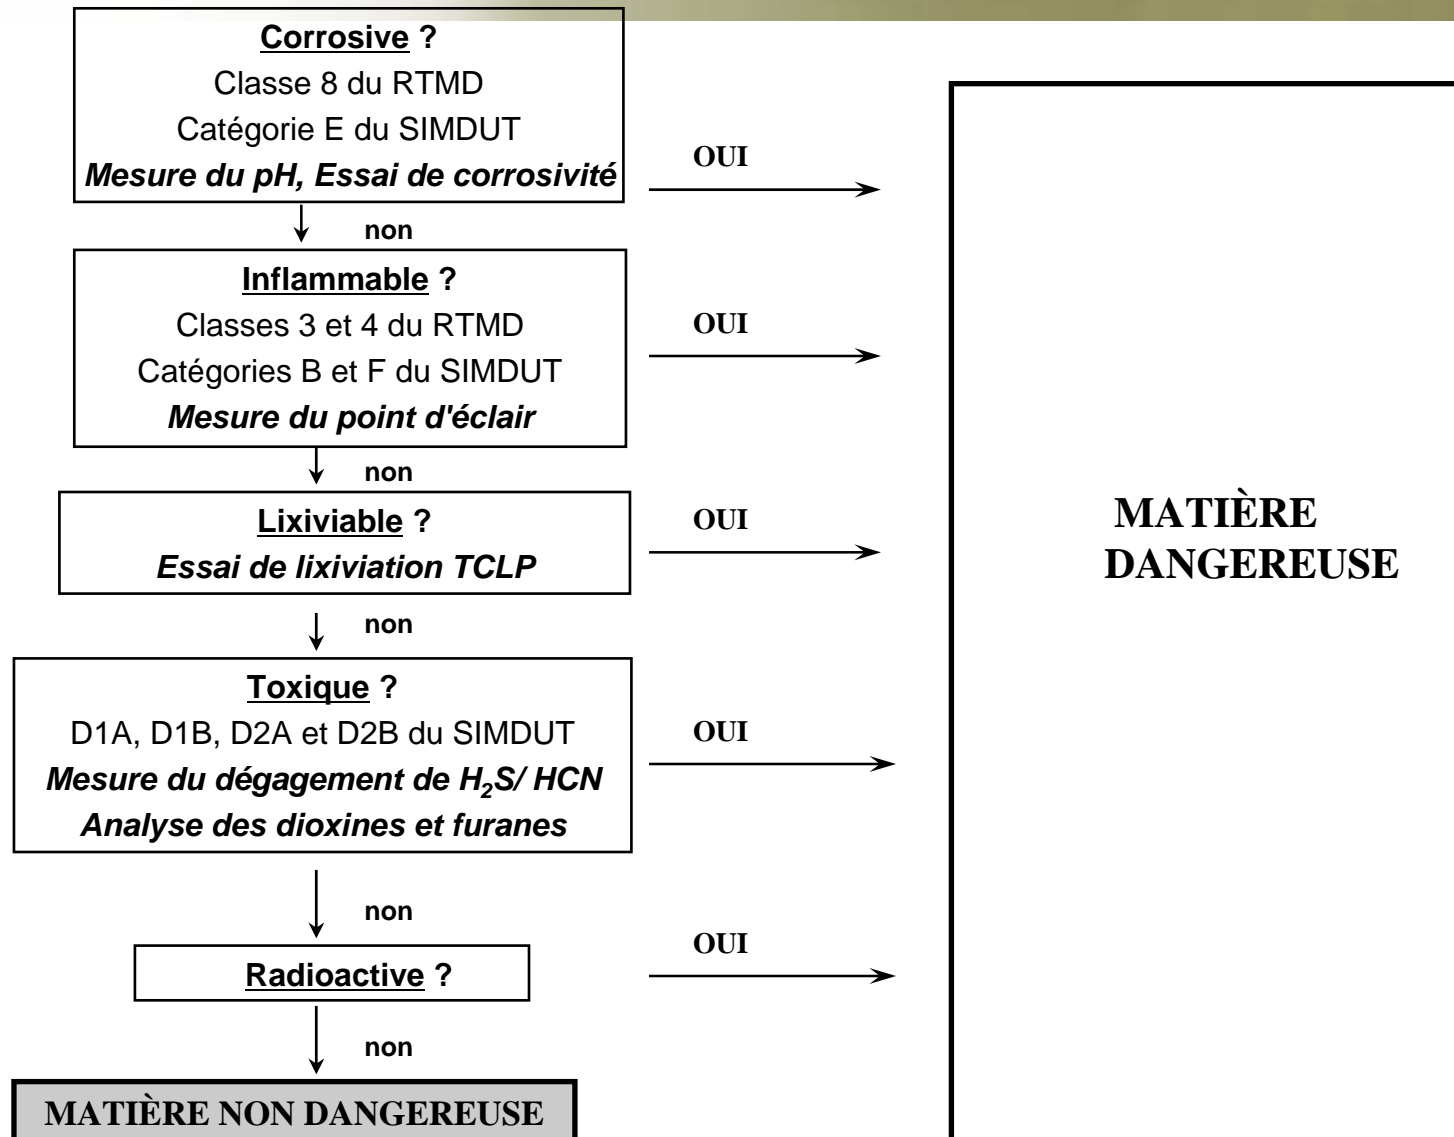 Corrosive ?
Classe 8 du RTMD
Catégorie E du SIMDUT
Mesure du pH, Essai de corrosivité
OUI
non
Inflammable ?
Classes 3 et 4 du RTMD
Catégories B et F du SIMDUT
Mesure du point d'éclair
OUI
non
Lixiviable ?
Essai de lixiviation TCLP
OUI
non
Toxique ?
D1A, D1B, D2A et D2B du SIMDUT
Mesure du dégagement de H₂S/ HCN
Analyse des dioxines et furanes
OUI
non
Radioactive ?
OUI
non
MATIÈRE NON DANGEREUSE
MATIÈRE
DANGEREUSE